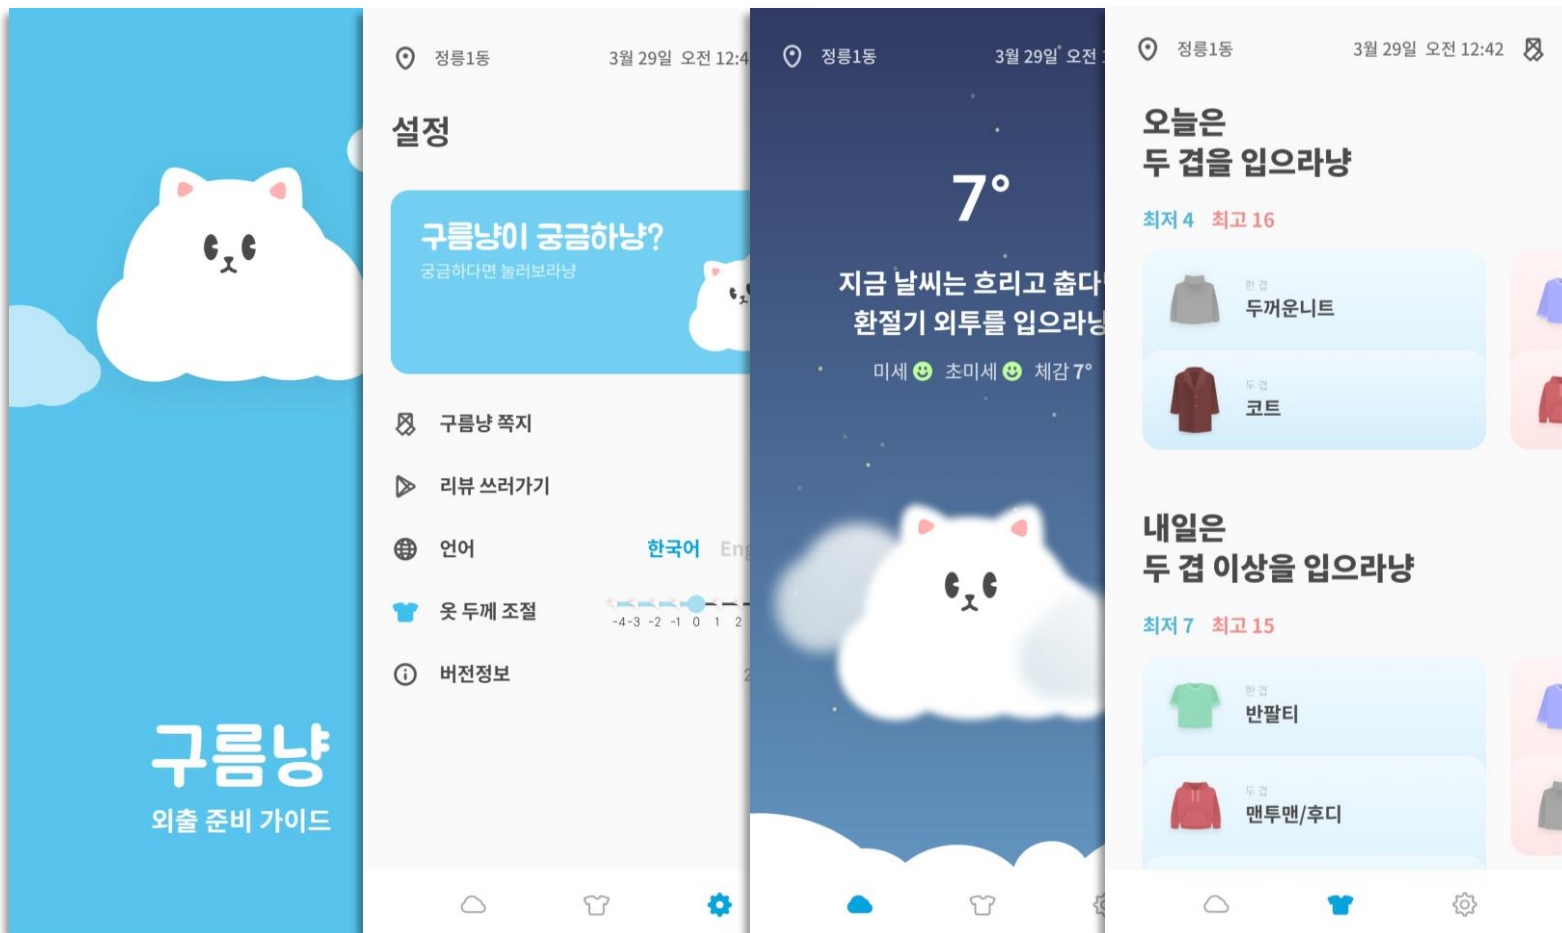 구름냥
외출 준비 가이드
정릉1동 3월 29일 오전 12:4
설정
구름냥이 궁금하냥?
궁금하다면 눌러보라냥
구름냥 쪽지
리뷰 쓰러가기
언어 한국어 Eng
옷 두께 조절
-4 -3 -2 -1 0 1 2
버전정보 2
정릉1동 3월 29일 오전
7°
지금 날씨는 흐리고 춥다
환절기 외투를 입으라냥
미세 초미세 체감 7°
정릉1동 3월 29일 오전 12:42
오늘은
두 겹을 입으라냥
최저 4 최고 16
한 겹
두꺼운니트
두 겹
코트
내일은
두 겹 이상을 입으라냥
최저 7 최고 15
한 겹
반팔티
두 겹
맨투맨/후디